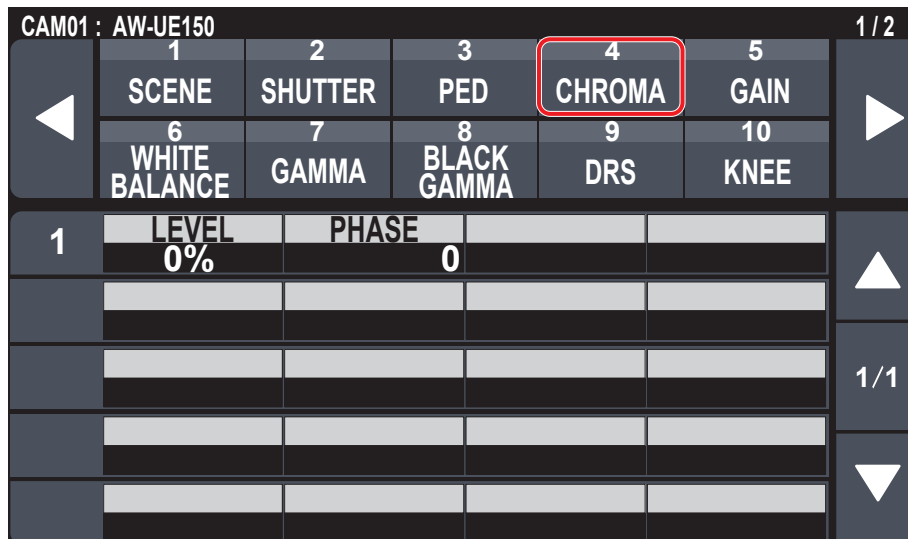 CAM01 : AW-UE150 1 / 2
1 2 3 4 5
SCENE SHUTTER PED CHROMA GAIN
6 7 8 9 10
WHITE BALANCE GAMMA BLACK GAMMA DRS KNEE
1 LEVEL PHASE
0% 0
1/1